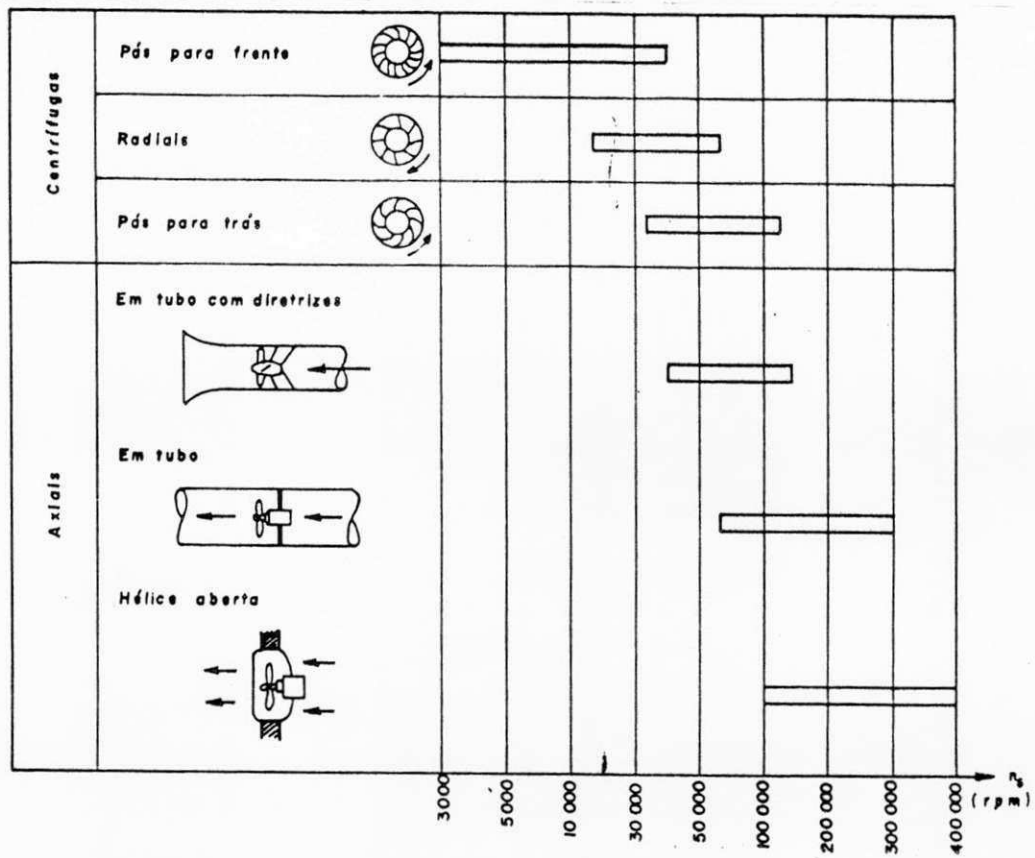 Centrífugas
Pás para frente
Radiais
Pás para trás
Axiais
Em tubo com diretrizes
Em tubo
Hélice aberta
3000
5000
10 000
30 000
50 000
100 000
200 000
300 000
400 000
ns
(rpm)